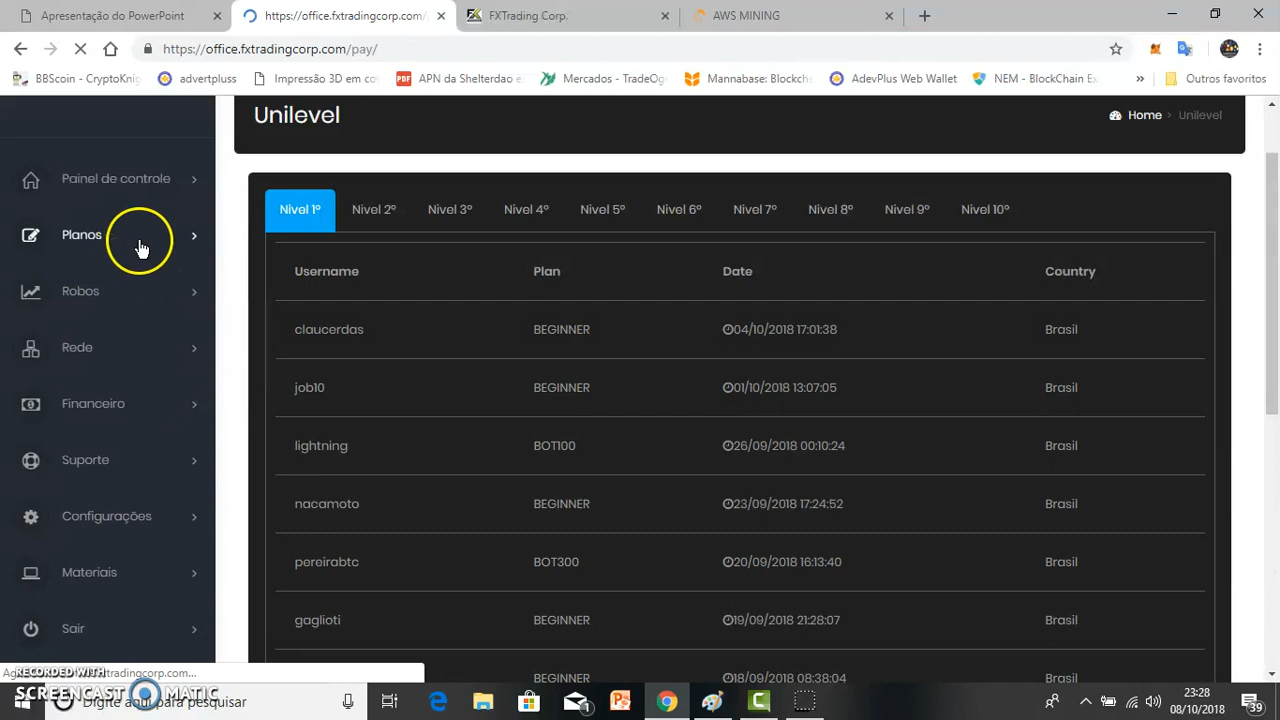 Apresentação do PowerPoint
https://office.fxtradingcorp.com/
FXTrading Corp.
AWS MINING
https://office.fxtradingcorp.com/pay/
BBScoin - CryptoKnig
advertpluss
Impressão 3D em co
APN da Shelterdao e
Mercados - TradeOg
Mannabase: Blockch
AdevPlus Web Wallet
NEM - BlockChain Ex
Outros favoritos
Unilevel
Home > Unilevel
Painel de controle
Planos
Robos
Rede
Financeiro
Suporte
Configurações
Materiais
Sair
Nivel 1º Nivel 2º Nivel 3º Nivel 4º Nivel 5º Nivel 6º Nivel 7º Nivel 8º Nivel 9º Nivel 10º
Username Plan Date Country
claucerdas BEGINNER 04/10/2018 17:01:38 Brasil
job10 BEGINNER 01/10/2018 13:07:05 Brasil
lightning BOT100 26/09/2018 00:10:24 Brasil
nacamoto BEGINNER 23/09/2018 17:24:52 Brasil
pereirabtc BOT300 20/09/2018 16:13:40 Brasil
gaglioti BEGINNER 19/09/2018 21:28:07 Brasil
BEGINNER 18/09/2018 08:38:04 Brasil
RECORDED WITH
SCREENCAST MATIC
Digite aqui para pesquisar
1
23:28
08/10/2018
39